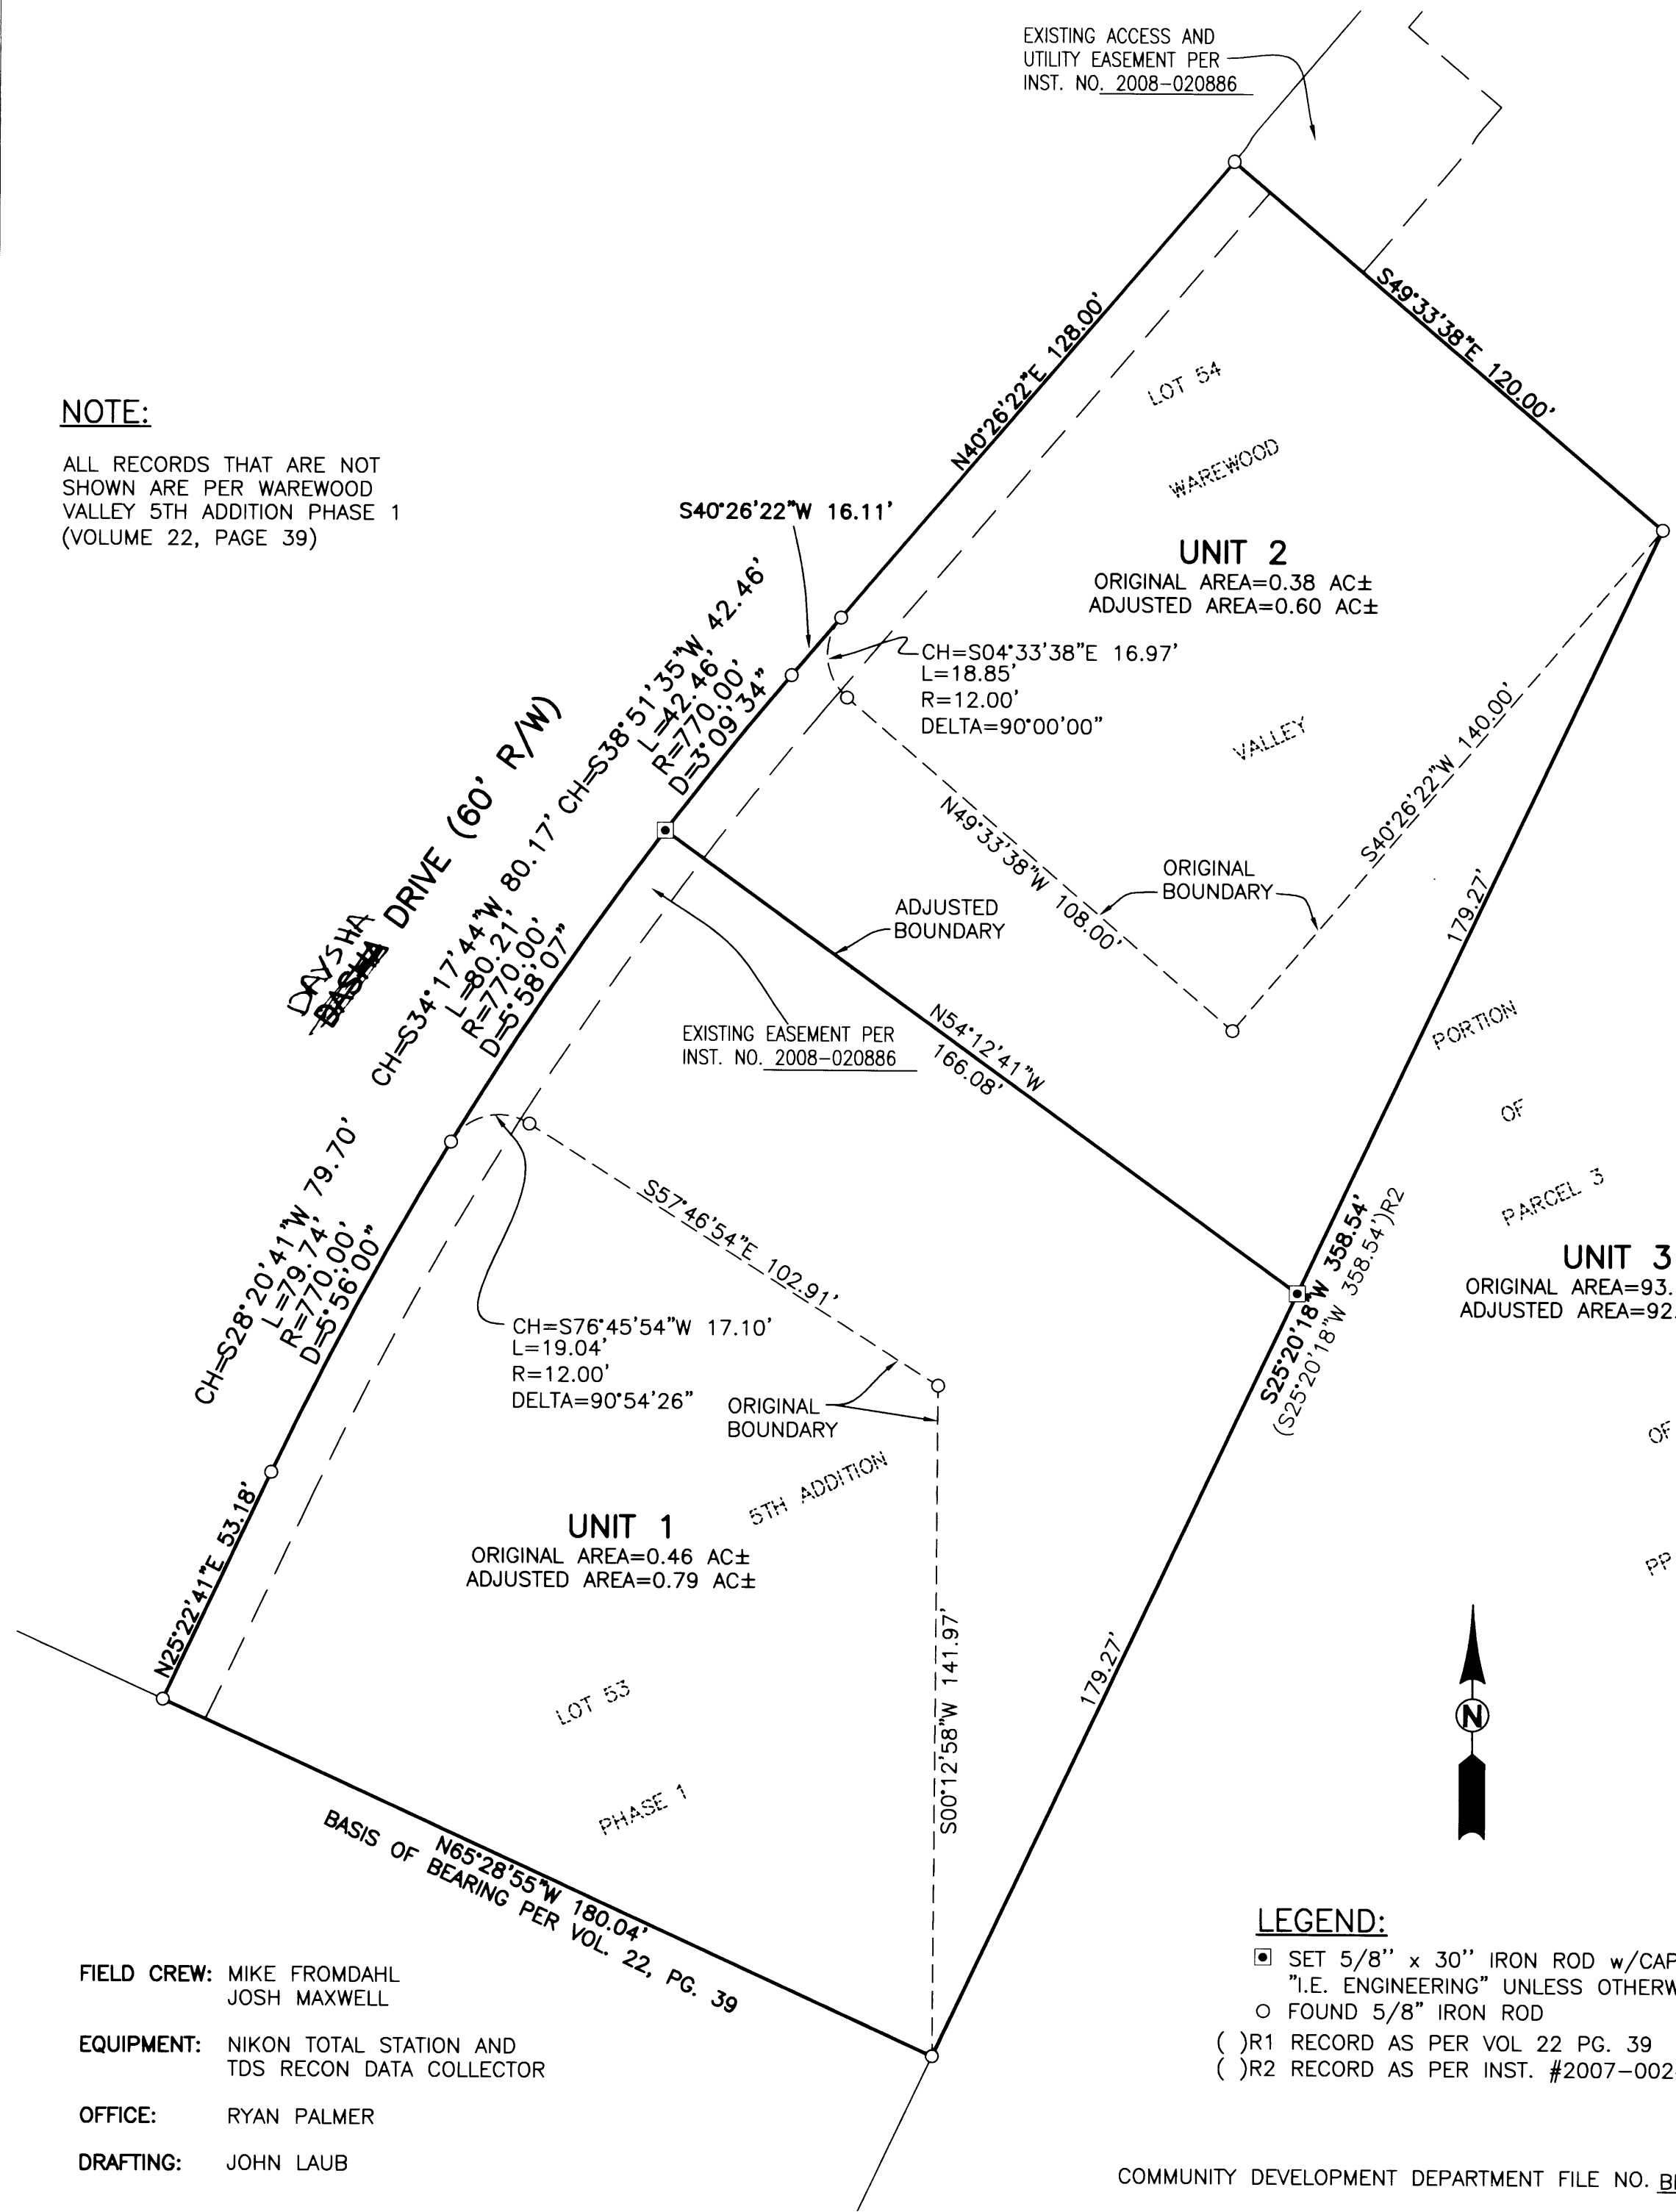 EXISTING ACCESS AND
UTILITY EASEMENT PER
INST. NO. 2008-020886
S49°33'38"E 120.00'
N40°26'22"E 128.00'
LOT 54
WAREWOOD
NOTE:
ALL RECORDS THAT ARE NOT
SHOWN ARE PER WAREWOOD
VALLEY 5TH ADDITION PHASE 1
(VOLUME 22, PAGE 39)
S40°26'22"W 16.11'
UNIT 2
ORIGINAL AREA=0.38 AC±
ADJUSTED AREA=0.60 AC±
CH=S38°51'35"W 42.46'
L=42.46'
R=770.00'
D=3°09'34"
CH=S04°33'38"E 16.97'
L=18.85'
R=12.00'
DELTA=90°00'00"
VALLEY
S40°26'22"W 140.00'
N49°33'38"W 108.00'
ORIGINAL
BOUNDARY
179.27'
DAYSHA
BASHA DRIVE (60' R/W)
CH=S34°17'44"W 80.17'
L=80.21'
R=770.00'
D=5°58'07"
ADJUSTED
BOUNDARY
EXISTING EASEMENT PER
INST. NO. 2008-020886
N54°12'41"W
166.08'
PORTION
OF
PARCEL 3
UNIT 3
ORIGINAL AREA=93.
ADJUSTED AREA=92.
S25°20'18"W 358.54'
(S25°20'18"W 358.54')R2
OF
PP
CH=S28°20'41"W 79.70'
L=79.74'
R=770.00'
D=5°56'00"
S57°46'54"E 102.91'
CH=S76°45'54"W 17.10'
L=19.04'
R=12.00'
DELTA=90°54'26"
ORIGINAL
BOUNDARY
5TH ADDITION
UNIT 1
ORIGINAL AREA=0.46 AC±
ADJUSTED AREA=0.79 AC±
N25°22'41"E 53.18'
S00°12'58"W 141.97'
179.27'
LOT 53
PHASE 1
N
N65°28'55"W 180.04'
BASIS OF BEARING PER VOL. 22, PG. 39
LEGEND:
SET 5/8'' x 30'' IRON ROD w/CAP
"I.E. ENGINEERING" UNLESS OTHERW
FOUND 5/8" IRON ROD
( )R1 RECORD AS PER VOL 22 PG. 39
( )R2 RECORD AS PER INST. #2007-002
FIELD CREW: MIKE FROMDAHL
JOSH MAXWELL
EQUIPMENT: NIKON TOTAL STATION AND
TDS RECON DATA COLLECTOR
OFFICE: RYAN PALMER
DRAFTING: JOHN LAUB
COMMUNITY DEVELOPMENT DEPARTMENT FILE NO.